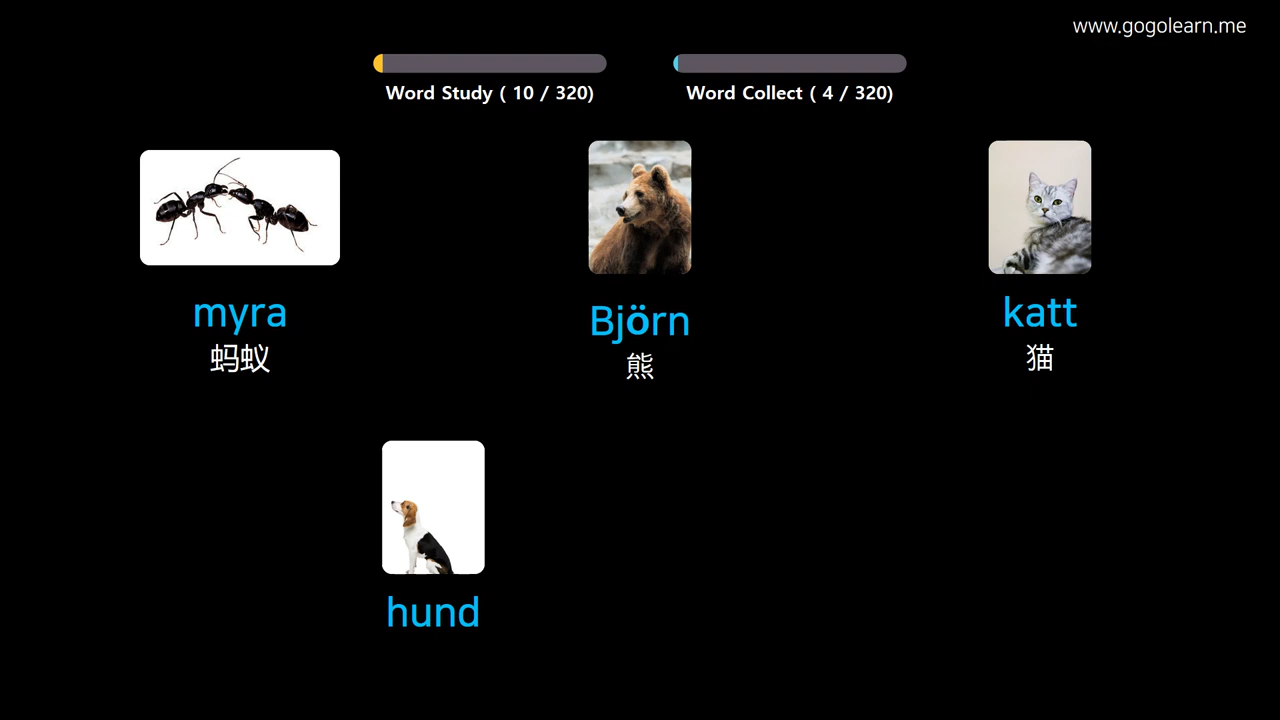 www.gogolearn.me
Word Study ( 10 / 320)
Word Collect ( 4 / 320)
myra
蚂蚁
Björn
熊
katt
猫
hund